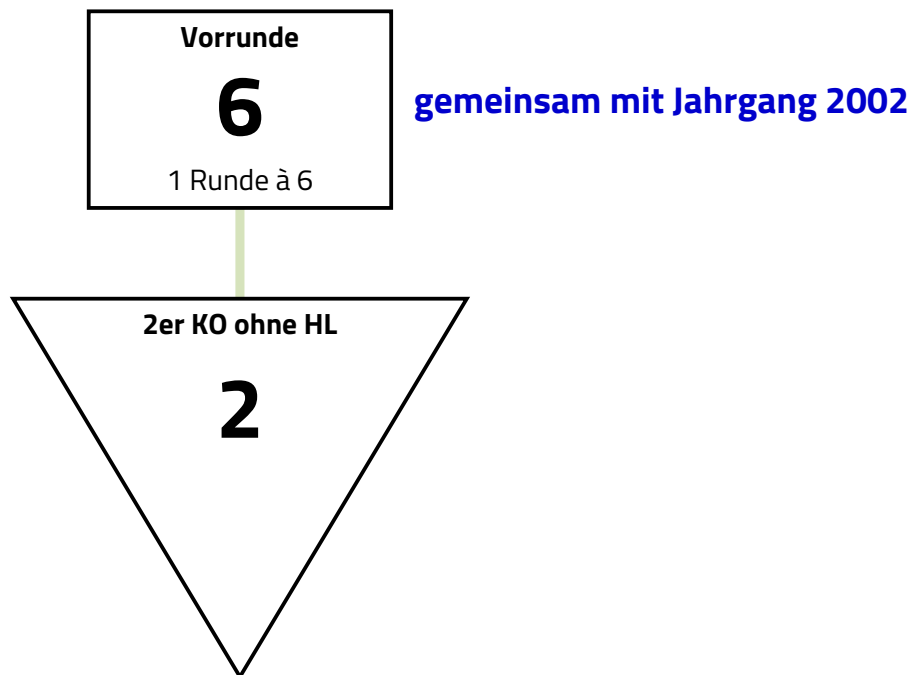 Vorrunde
6
gemeinsam mit Jahrgang 2002
1 Runde à 6
2er KO ohne HL
2